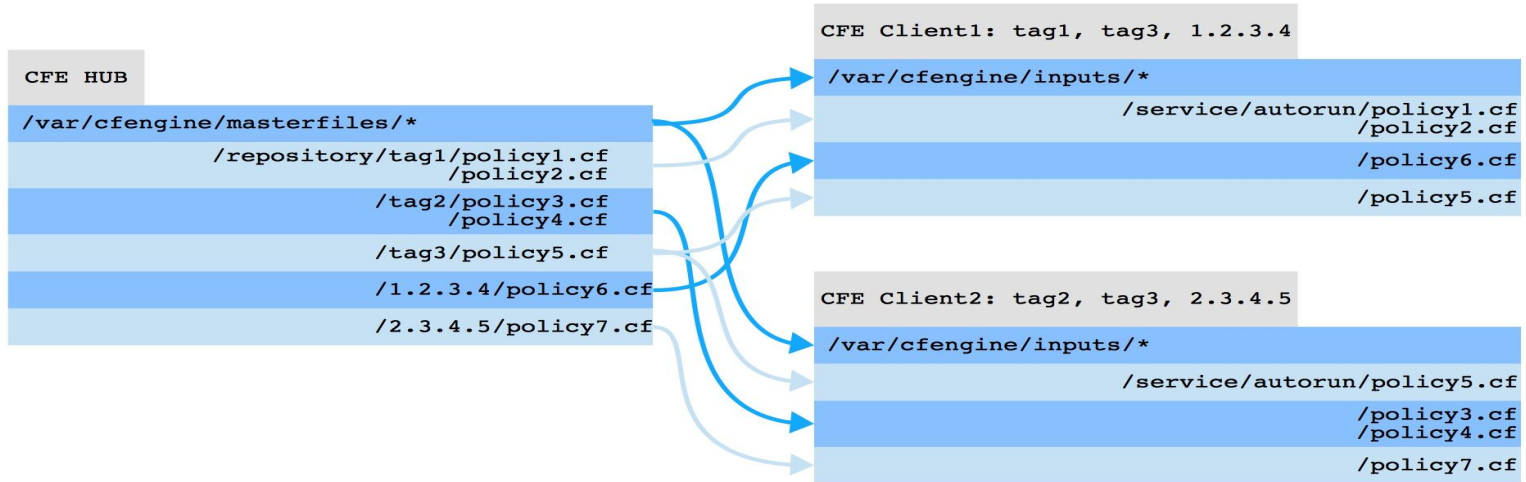 CFE HUB
/var/cfengine/masterfiles/*
/repository/tag1/policy1.cf
/policy2.cf
/tag2/policy3.cf
/policy4.cf
/tag3/policy5.cf
/1.2.3.4/policy6.cf
/2.3.4.5/policy7.cf
CFE Client1: tag1, tag3, 1.2.3.4
/var/cfengine/inputs/*
/service/autorun/policy1.cf
/policy2.cf
/policy6.cf
/policy5.cf
CFE Client2: tag2, tag3, 2.3.4.5
/var/cfengine/inputs/*
/service/autorun/policy5.cf
/policy3.cf
/policy4.cf
/policy7.cf